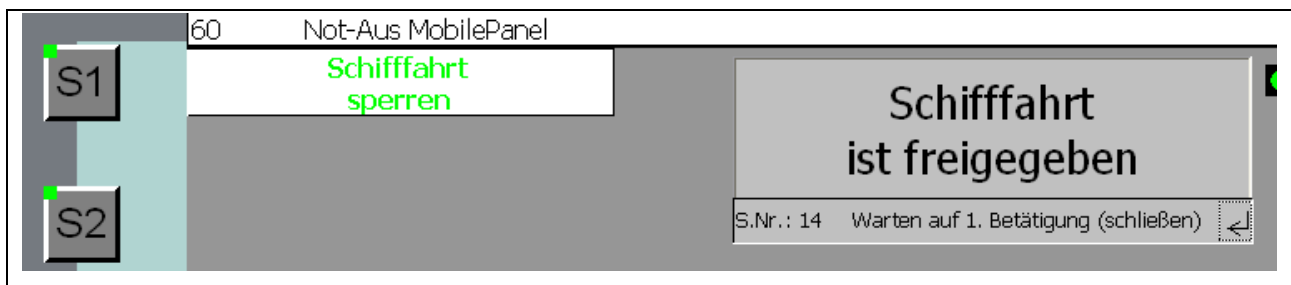 60 Not-Aus MobilePanel
S1
Schifffahrt
sperren
Schifffahrt
ist freigegeben
S2
S.Nr.: 14 Warten auf 1. Betätigung (schließen)